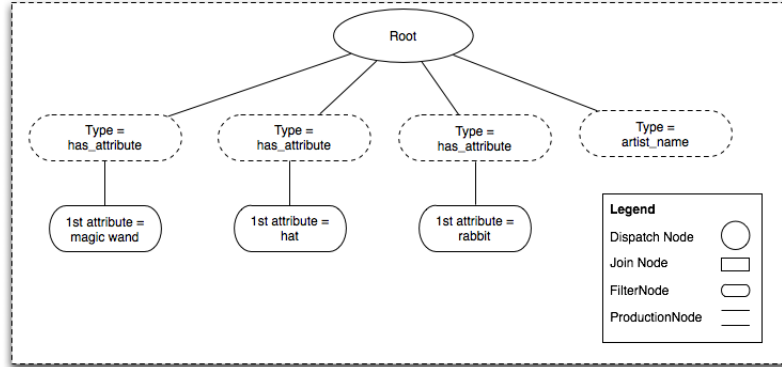 Root
Type =
has_attribute
Type =
has_attribute
Type =
has_attribute
Type =
artist_name
1st attribute =
magic wand
1st attribute =
hat
1st attribute =
rabbit
Legend
Dispatch Node
Join Node
FilterNode
ProductionNode